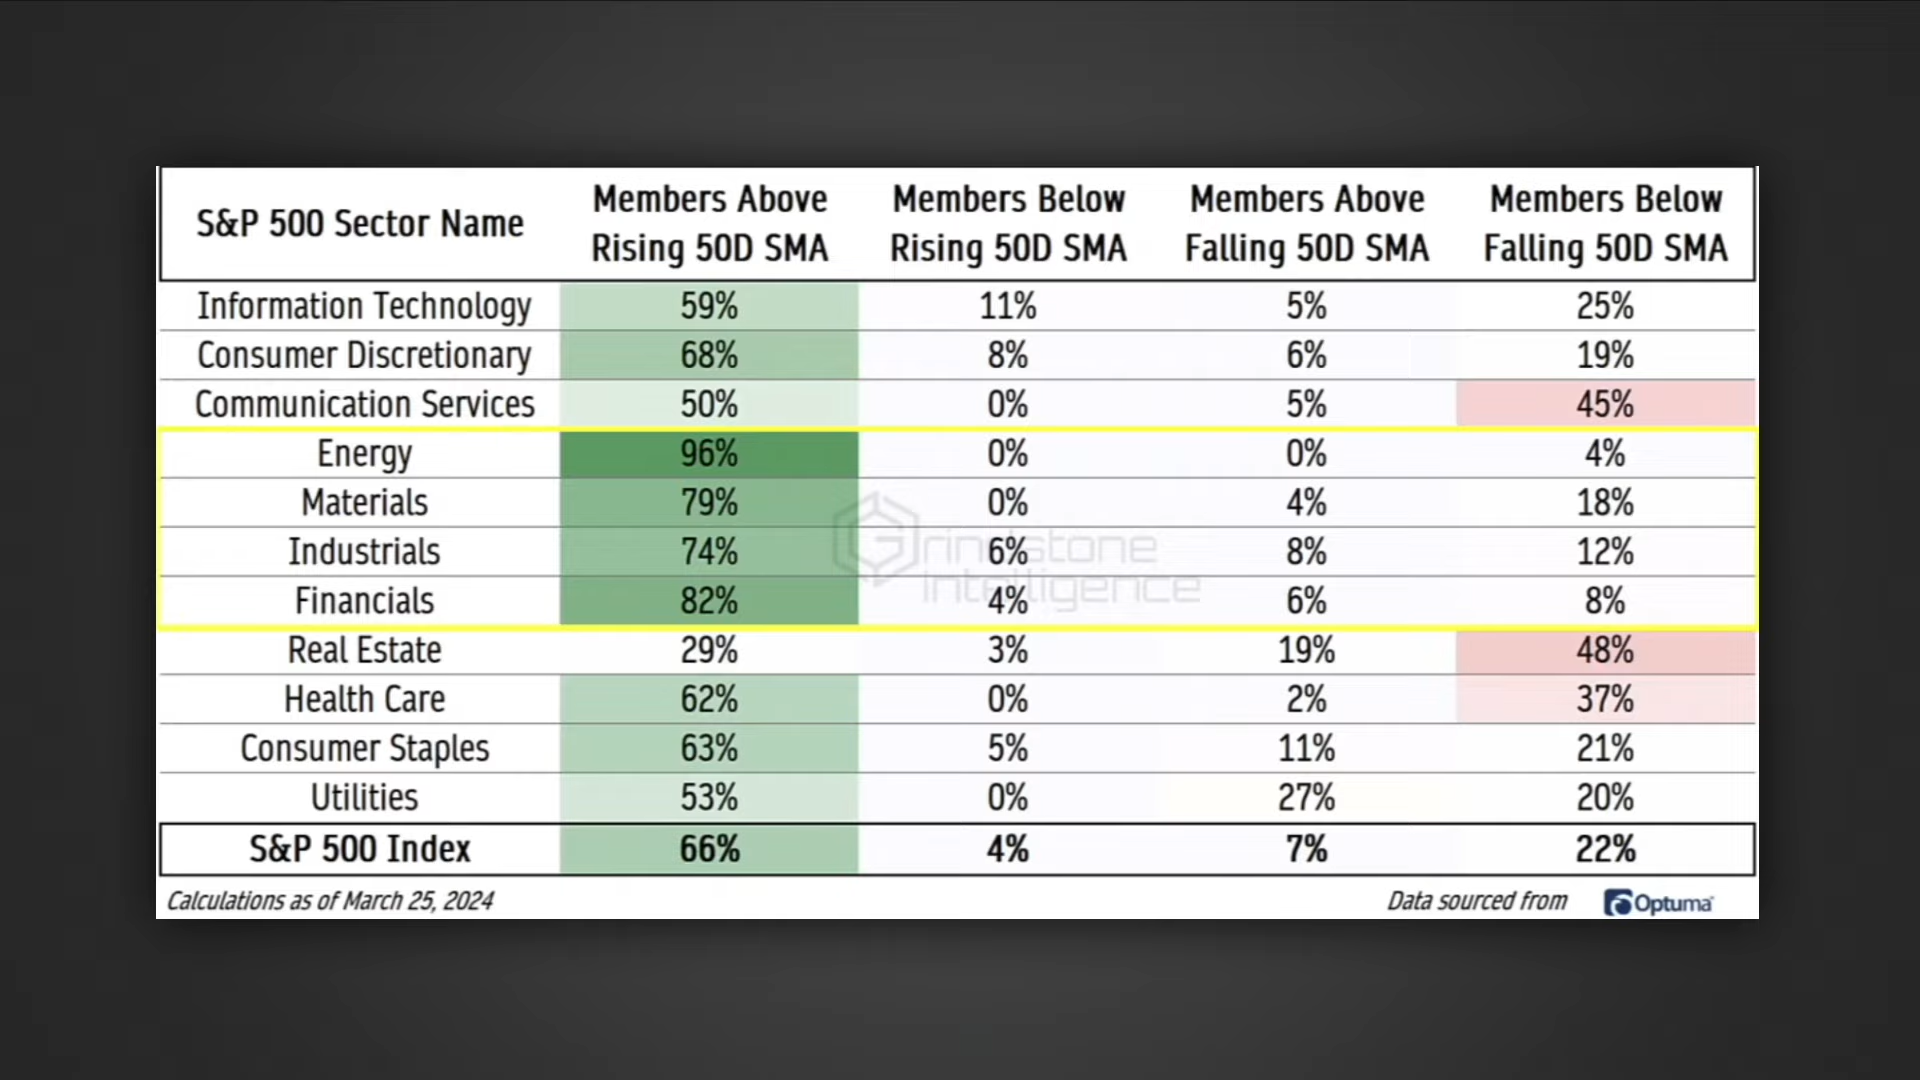 S&P 500 Sector Name Members Above Rising 50D SMA Members Below Rising 50D SMA Members Above Falling 50D SMA Members Below Falling 50D SMA
Information Technology 59% 11% 5% 25%
Consumer Discretionary 68% 8% 6% 19%
Communication Services 50% 0% 5% 45%
Energy 96% 0% 0% 4%
Materials 79% 0% 4% 18%
Industrials 74% 6% 8% 12%
Financials 82% 4% 6% 8%
Real Estate 29% 3% 19% 48%
Health Care 62% 0% 2% 37%
Consumer Staples 63% 5% 11% 21%
Utilities 53% 0% 27% 20%
S&P 500 Index 66% 4% 7% 22%
Grindstone
Intelligence
Calculations as of March 25, 2024 Data sourced from Optuma